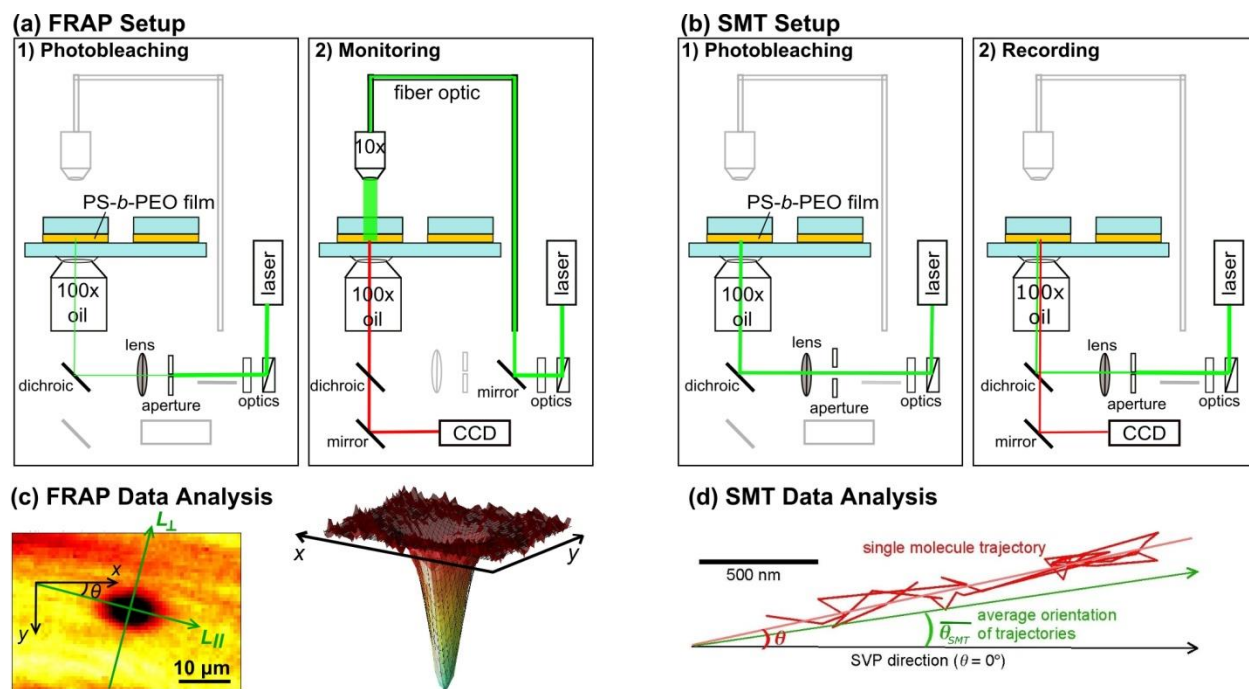 (a) FRAP Setup
1) Photobleaching
PS-b-PEO film
100x
oil
laser
lens
dichroic
aperture
optics
2) Monitoring
fiber optic
10x
100x
oil
laser
dichroic
mirror
optics
mirror
CCD
(b) SMT Setup
1) Photobleaching
PS-b-PEO film
100x
oil
laser
lens
dichroic
aperture
optics
2) Recording
100x
oil
laser
lens
dichroic
aperture
optics
mirror
CCD
(c) FRAP Data Analysis
L⊥
x
θ
y
L//
10 µm
x
y
(d) SMT Data Analysis
500 nm
single molecule trajectory
θ
θ̅SMT
average orientation
of trajectories
SVP direction (θ = 0°)